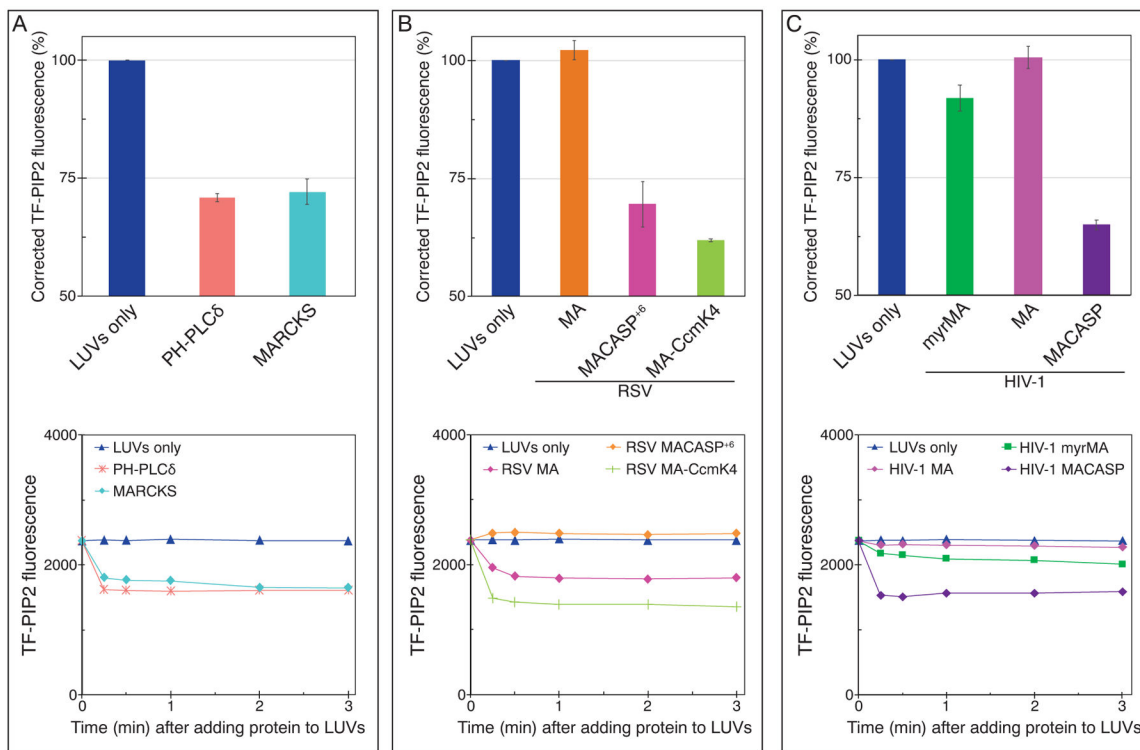 A
Corrected TF-PIP2 fluorescence (%)
100
75
50
LUVs only
PH-PLCδ
MARCKS
4000
2000
0
TF-PIP2 fluorescence
LUVs only
PH-PLCδ
MARCKS
0 1 2 3
Time (min) after adding protein to LUVs
B
Corrected TF-PIP2 fluorescence (%)
100
75
50
LUVs only
MA
MACASP⁺⁶
MA-CcmK4
RSV
4000
2000
0
TF-PIP2 fluorescence
LUVs only
RSV MACASP⁺⁶
RSV MA
RSV MA-CcmK4
0 1 2 3
Time (min) after adding protein to LUVs
C
Corrected TF-PIP2 fluorescence (%)
100
75
50
LUVs only
myrMA
MA
MACASP
HIV-1
4000
2000
0
TF-PIP2 fluorescence
LUVs only
HIV-1 myrMA
HIV-1 MA
HIV-1 MACASP
0 1 2 3
Time (min) after adding protein to LUVs